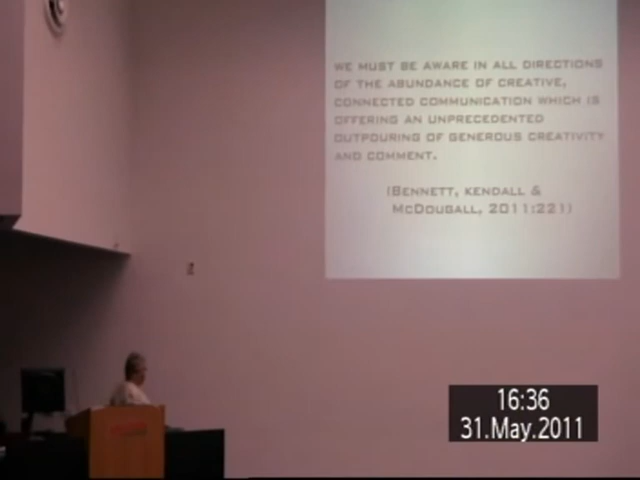 WE MUST BE AWARE IN ALL DIRECTIONS
OF THE ABUNDANCE OF CREATIVE,
CONNECTED COMMUNICATION WHICH IS
OFFERING AN UNPRECEDENTED
OUTPOURING OF GENEROUS CREATIVITY
AND COMMENT.
(BENNETT, KENDALL &
MCDOUGALL, 2011:221)
16:36
31.May.2011